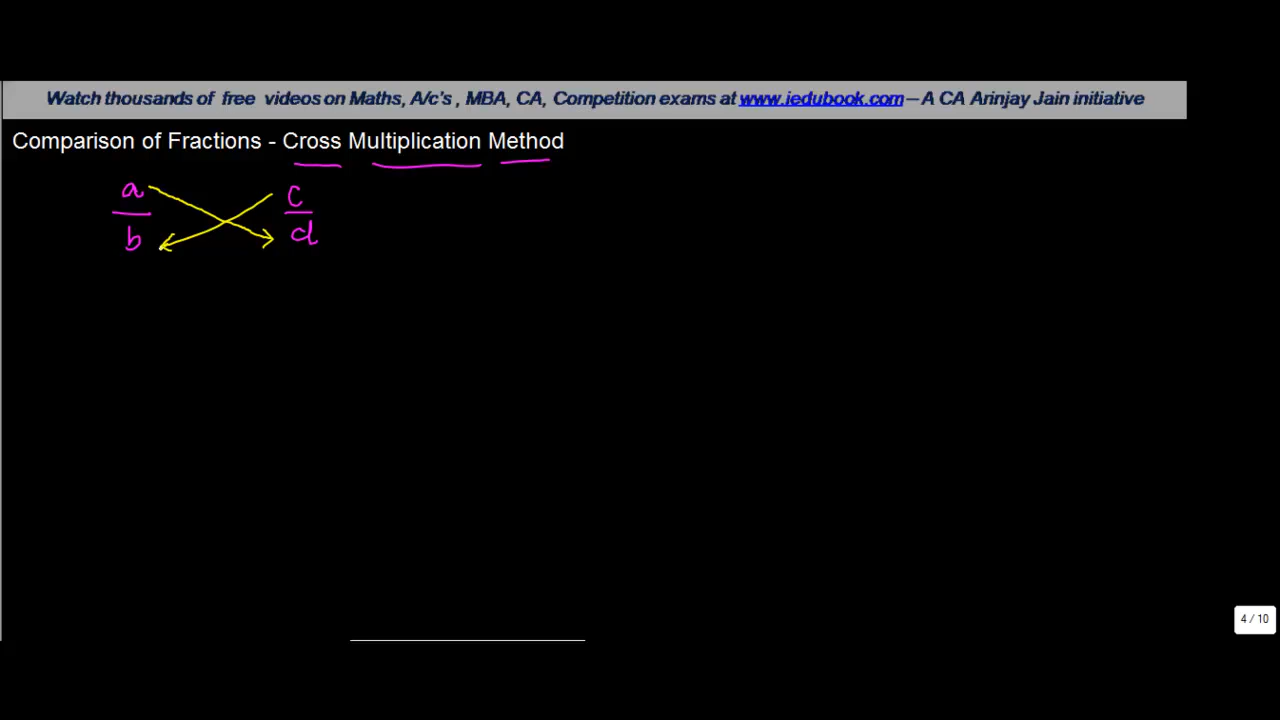 Watch thousands of free videos on Maths, A/c's , MBA, CA, Competition exams at www.iedubook.com – A CA Arinjay Jain initiative
Comparison of Fractions - Cross Multiplication Method
a c
b d
4 / 10